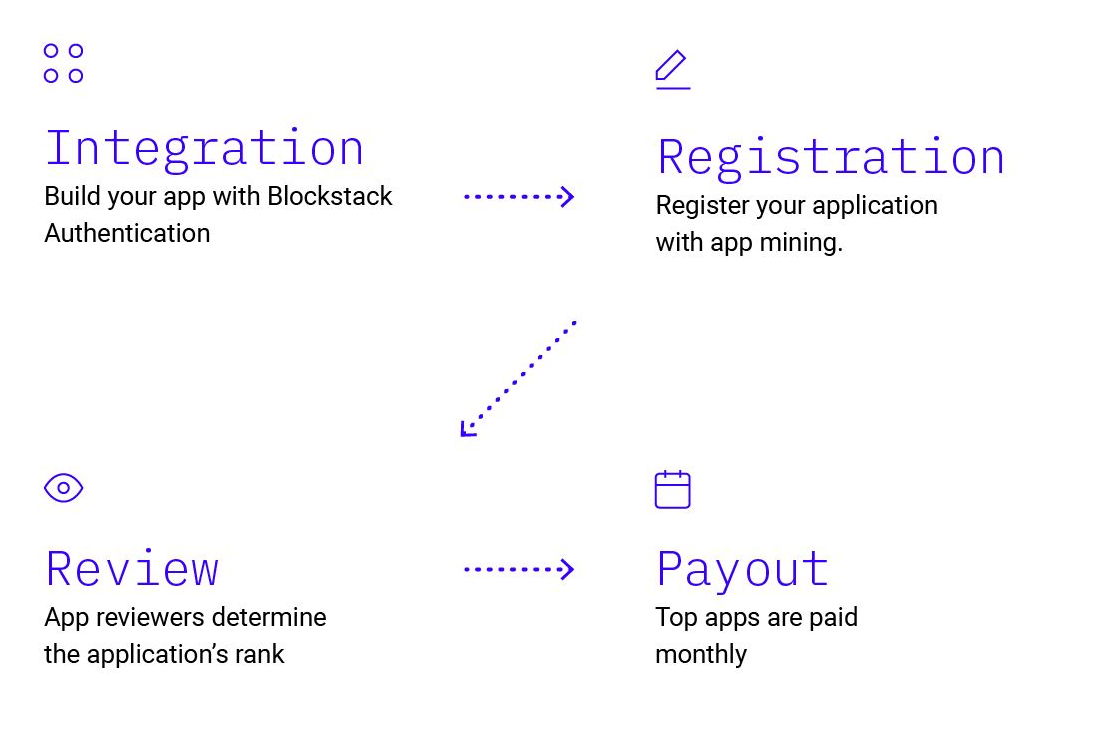 Integration
Build your app with Blockstack
Authentication
Registration
Register your application
with app mining.
Review
App reviewers determine
the application’s rank
Payout
Top apps are paid
monthly